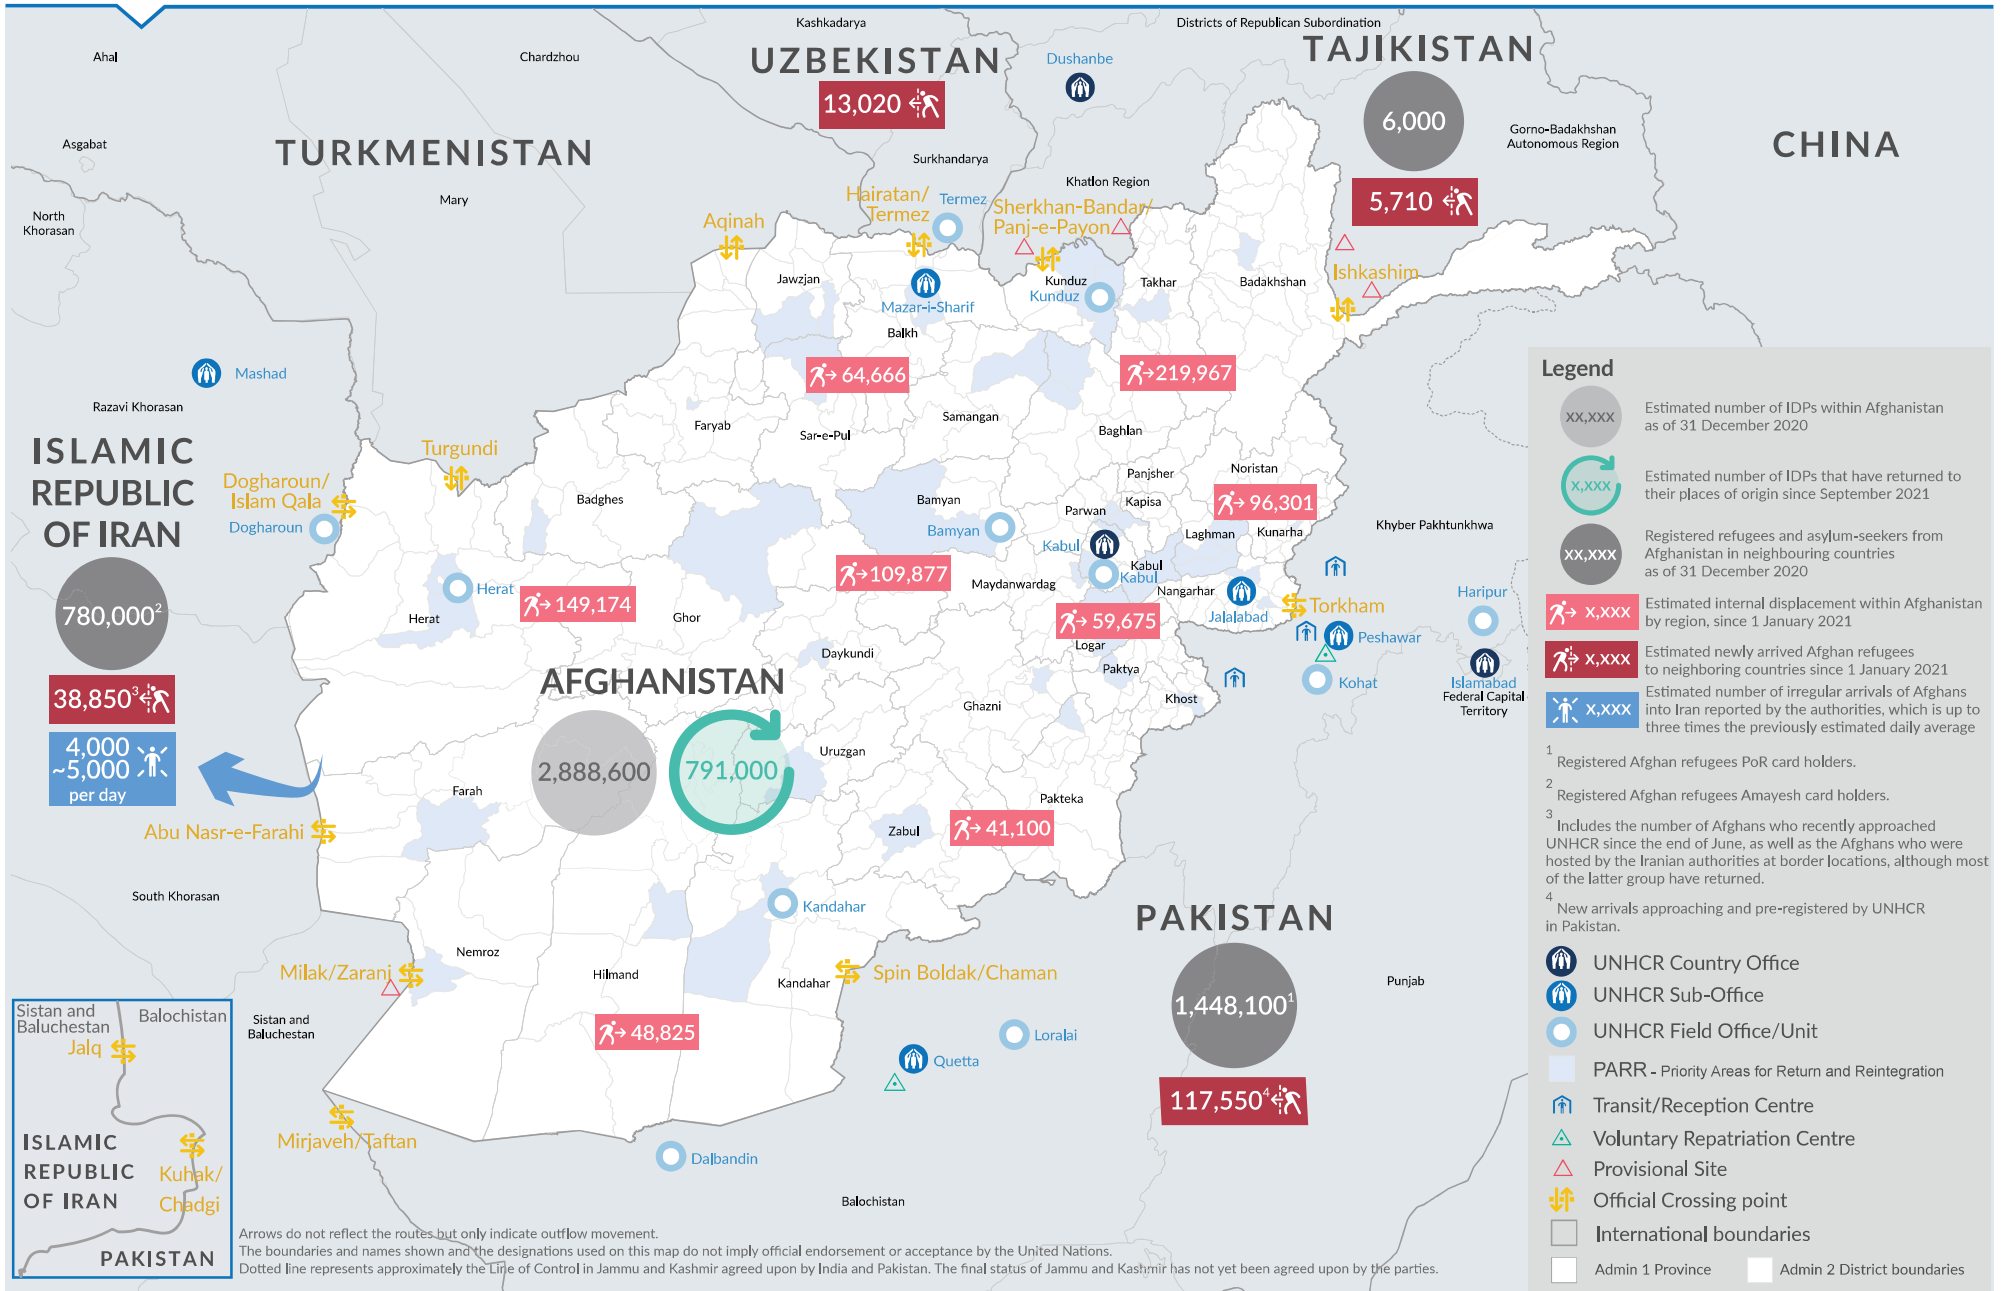 Kashkadarya
Districts of Republican Subordination
Ahal
Chardzhou
UZBEKISTAN
Dushanbe
TAJIKISTAN
13,020
6,000
Gorno-Badakhshan
Autonomous Region
CHINA
Asgabat
TURKMENISTAN
Surkhandarya
Khatlon Region
5,710
Mary
North
Khorasan
Hairatan/
Termez
Termez
Sherkhan-Bandar/
Panj-e-Payon
Aqinah
Ishkashim
Jawzjan
Kunduz
Kunduz
Takhar
Badakhshan
Mazar-i-Sharif
Balkh
Mashad
64,666
219,967
Razavi Khorasan
Faryab
Sar-e-Pul
Samangan
Baghlan
ISLAMIC
REPUBLIC
OF IRAN
Turgundi
Dogharoun/
Islam Qala
Dogharoun
Badghes
Bamyan
Bamyan
Panjsher
Kapisa
Parwan
Noristan
96,301
Laghman
Kunarha
Khyber Pakhtunkhwa
Kabul
Kabul
Kabul
780,000²
Herat
Herat
149,174
Ghor
109,877
Maydanwardag
Nangarhar
Jalalabad
Torkham
Haripur
59,675
Logar
Peshawar
Daykundi
Paktya
Kohat
Islamabad
Federal Capital
Territory
38,850³
AFGHANISTAN
Khost
Ghazni
4,000
~5,000
per day
2,888,600
791,000
Uruzgan
Farah
Pakteka
Abu Nasr-e-Farahi
Zabul
41,100
South Khorasan
Kandahar
PAKISTAN
Nemroz
Milak/Zaranj
Hilmand
Kandahar
Spin Boldak/Chaman
1,448,100¹
Punjab
Sistan and
Baluchestan
48,825
Loralai
Quetta
117,550⁴
Mirjaveh/Taftan
Dalbandin
Balochistan
Sistan and
Baluchestan
Balochistan
Jalq
ISLAMIC
REPUBLIC
OF IRAN
Kuhak/
Chadgi
PAKISTAN
Arrows do not reflect the routes but only indicate outflow movement.
The boundaries and names shown and the designations used on this map do not imply official endorsement or acceptance by the United Nations.
Dotted line represents approximately the Line of Control in Jammu and Kashmir agreed upon by India and Pakistan. The final status of Jammu and Kashmir has not yet been agreed upon by the parties.
Legend
xx,xxx
Estimated number of IDPs within Afghanistan
as of 31 December 2020
x,xxx
Estimated number of IDPs that have returned to
their places of origin since September 2021
xx,xxx
Registered refugees and asylum-seekers from
Afghanistan in neighbouring countries
as of 31 December 2020
x,xxx
Estimated internal displacement within Afghanistan
by region, since 1 January 2021
x,xxx
Estimated newly arrived Afghan refugees
to neighboring countries since 1 January 2021
x,xxx
Estimated number of irregular arrivals of Afghans
into Iran reported by the authorities, which is up to
three times the previously estimated daily average
¹ Registered Afghan refugees PoR card holders.
² Registered Afghan refugees Amayesh card holders.
³ Includes the number of Afghans who recently approached
UNHCR since the end of June, as well as the Afghans who were
hosted by the Iranian authorities at border locations, although most
of the latter group have returned.
⁴ New arrivals approaching and pre-registered by UNHCR
in Pakistan.
UNHCR Country Office
UNHCR Sub-Office
UNHCR Field Office/Unit
PARR - Priority Areas for Return and Reintegration
Transit/Reception Centre
Voluntary Repatriation Centre
Provisional Site
Official Crossing point
International boundaries
Admin 1 Province
Admin 2 District boundaries